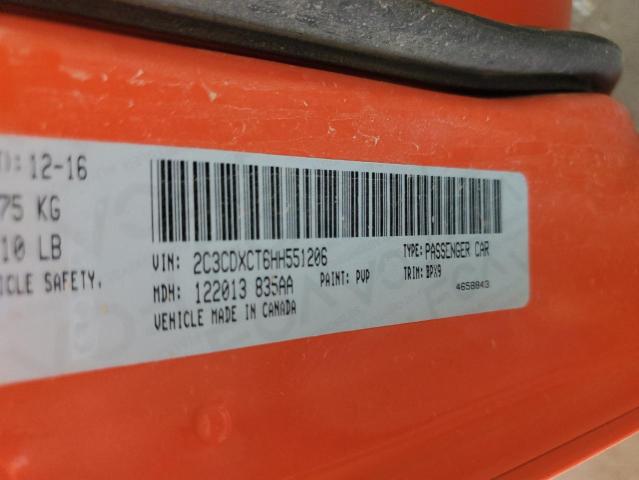 ): 12-16
75 KG
10 LB
ICLE SAFETY.
VIN: 2C3CDXCT6HH551206
TYPE: PASSENGER CAR
MDH: 122013 835AA
PAINT: PVP
TRIM: BPX9
VEHICLE MADE IN CANADA
4658843